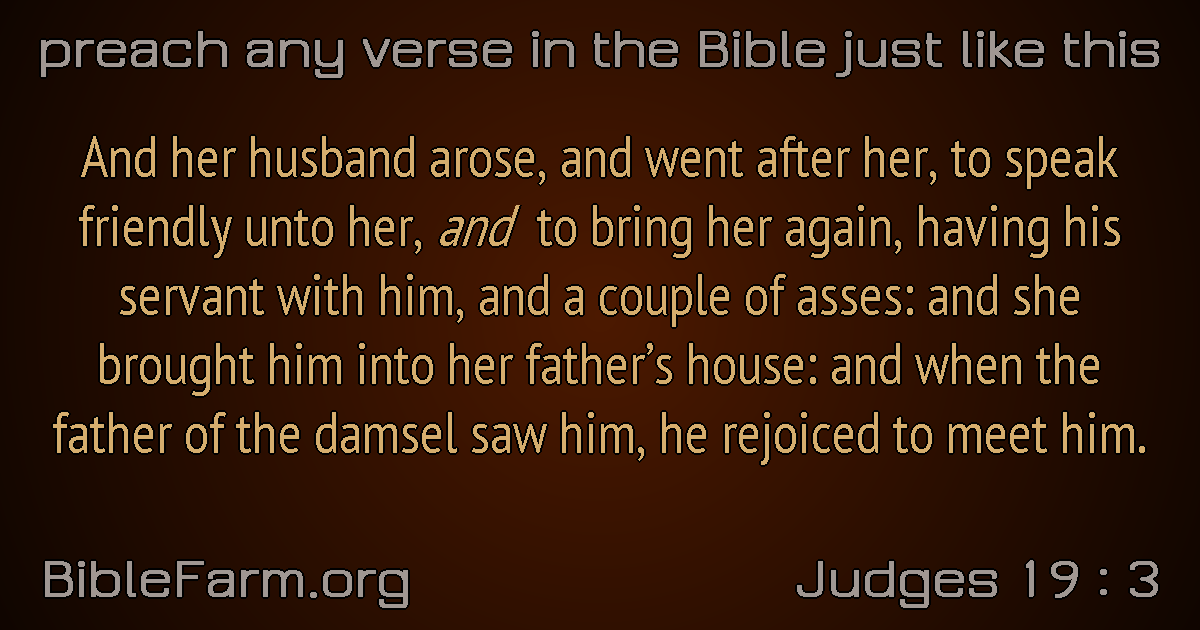 preach any verse in the Bible just like this
And her husband arose, and went after her, to speak
friendly unto her, and to bring her again, having his
servant with him, and a couple of asses: and she
brought him into her father’s house: and when the
father of the damsel saw him, he rejoiced to meet him.
BibleFarm.org
Judges 19 : 3